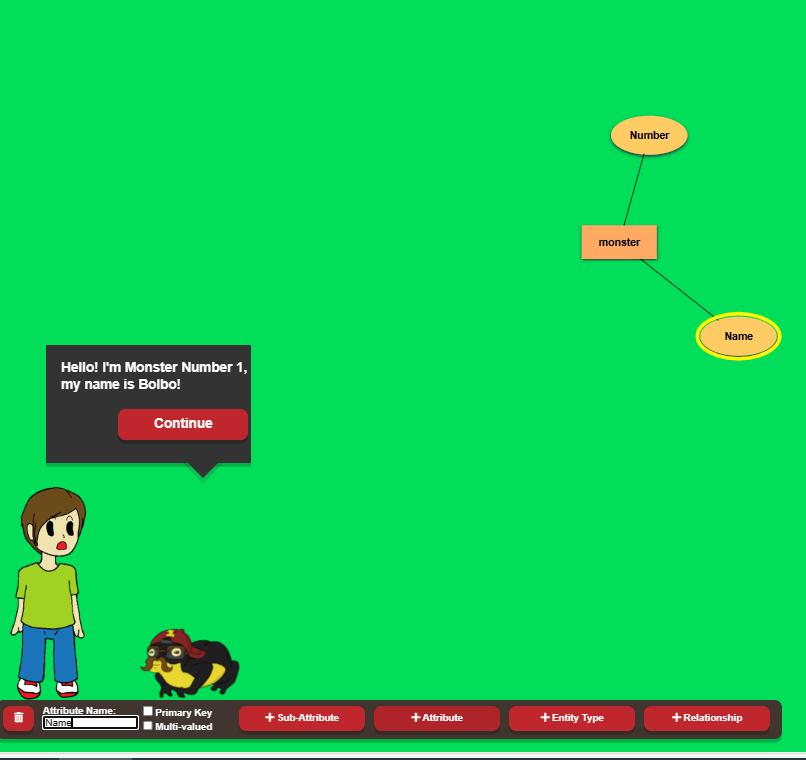 Number
monster
Name
Hello! I'm Monster Number 1,
my name is Bolbo!
Continue
Attribute Name:
Name
Primary Key
Multi-valued
+ Sub-Attribute
+ Attribute
+ Entity Type
+ Relationship